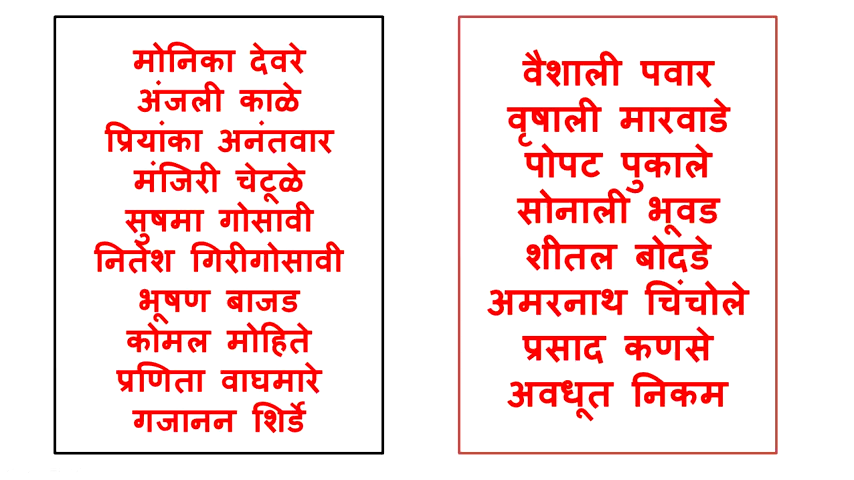 मोनिका देवरे
अंजली काळे
प्रियांका अनंतवार
मंजिरी चेटूळे
सुषमा गोसावी
नितेश गिरीगोसावी
भूषण बाजड
कोमल मोहिते
प्रणिता वाघमारे
गजानन शिर्डे
वैशाली पवार
वृषाली मारवाडे
पोपट पुकाले
सोनाली भूवड
शीतल बोदडे
अमरनाथ चिंचोले
प्रसाद कणसे
अवधूत निकम